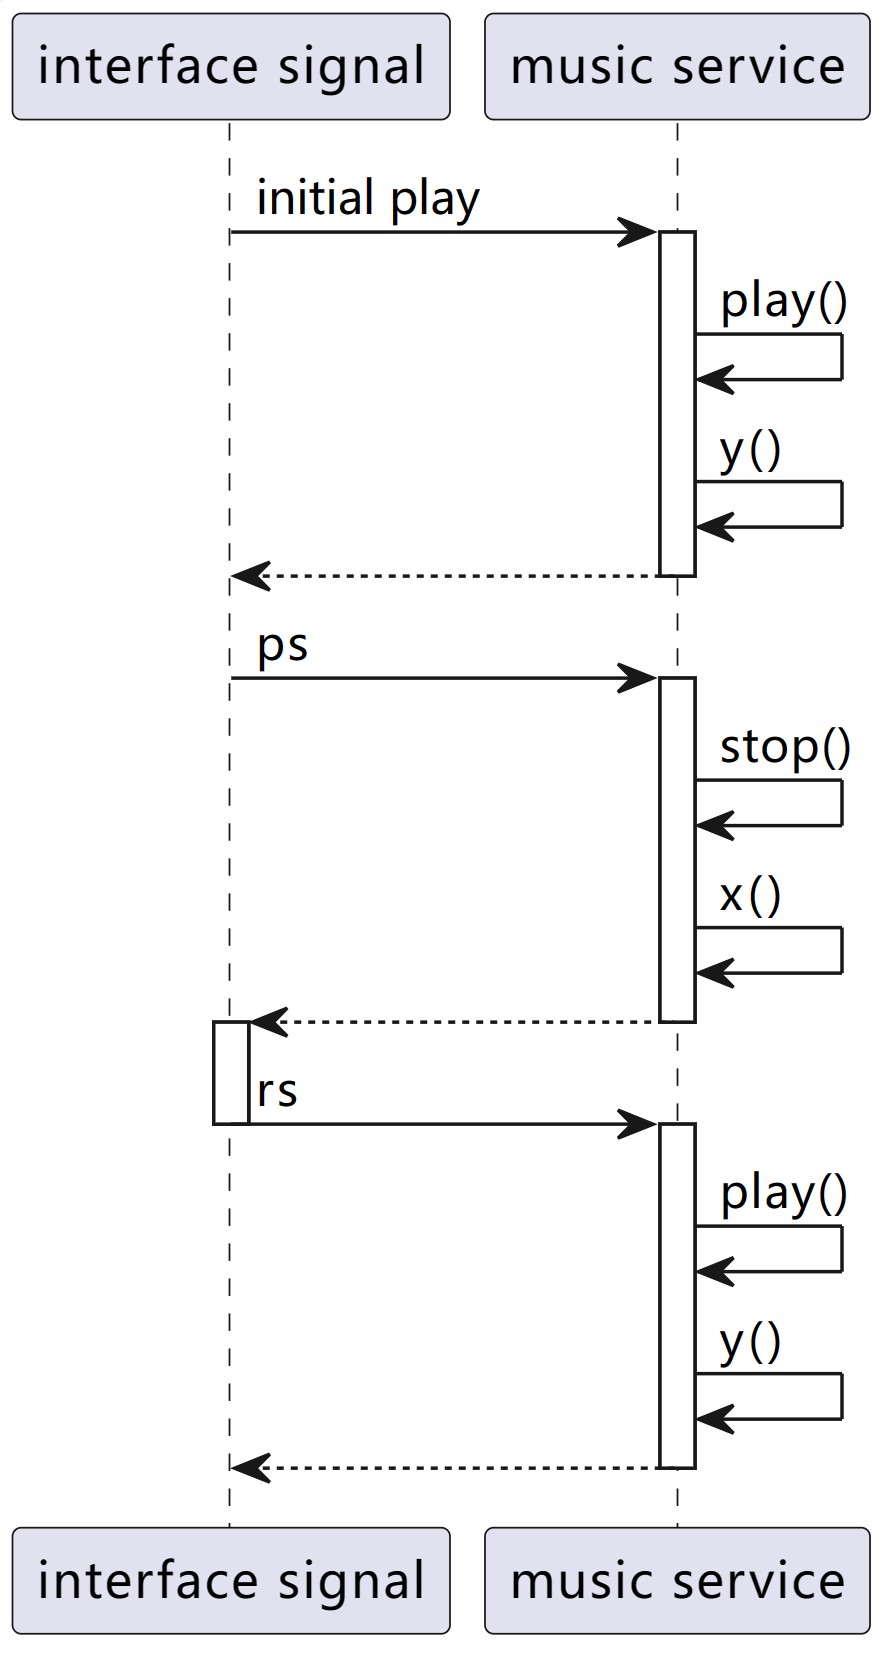 interface signal
music service
initial play
play()
y()
ps
stop()
x()
rs
play()
y()
interface signal
music service